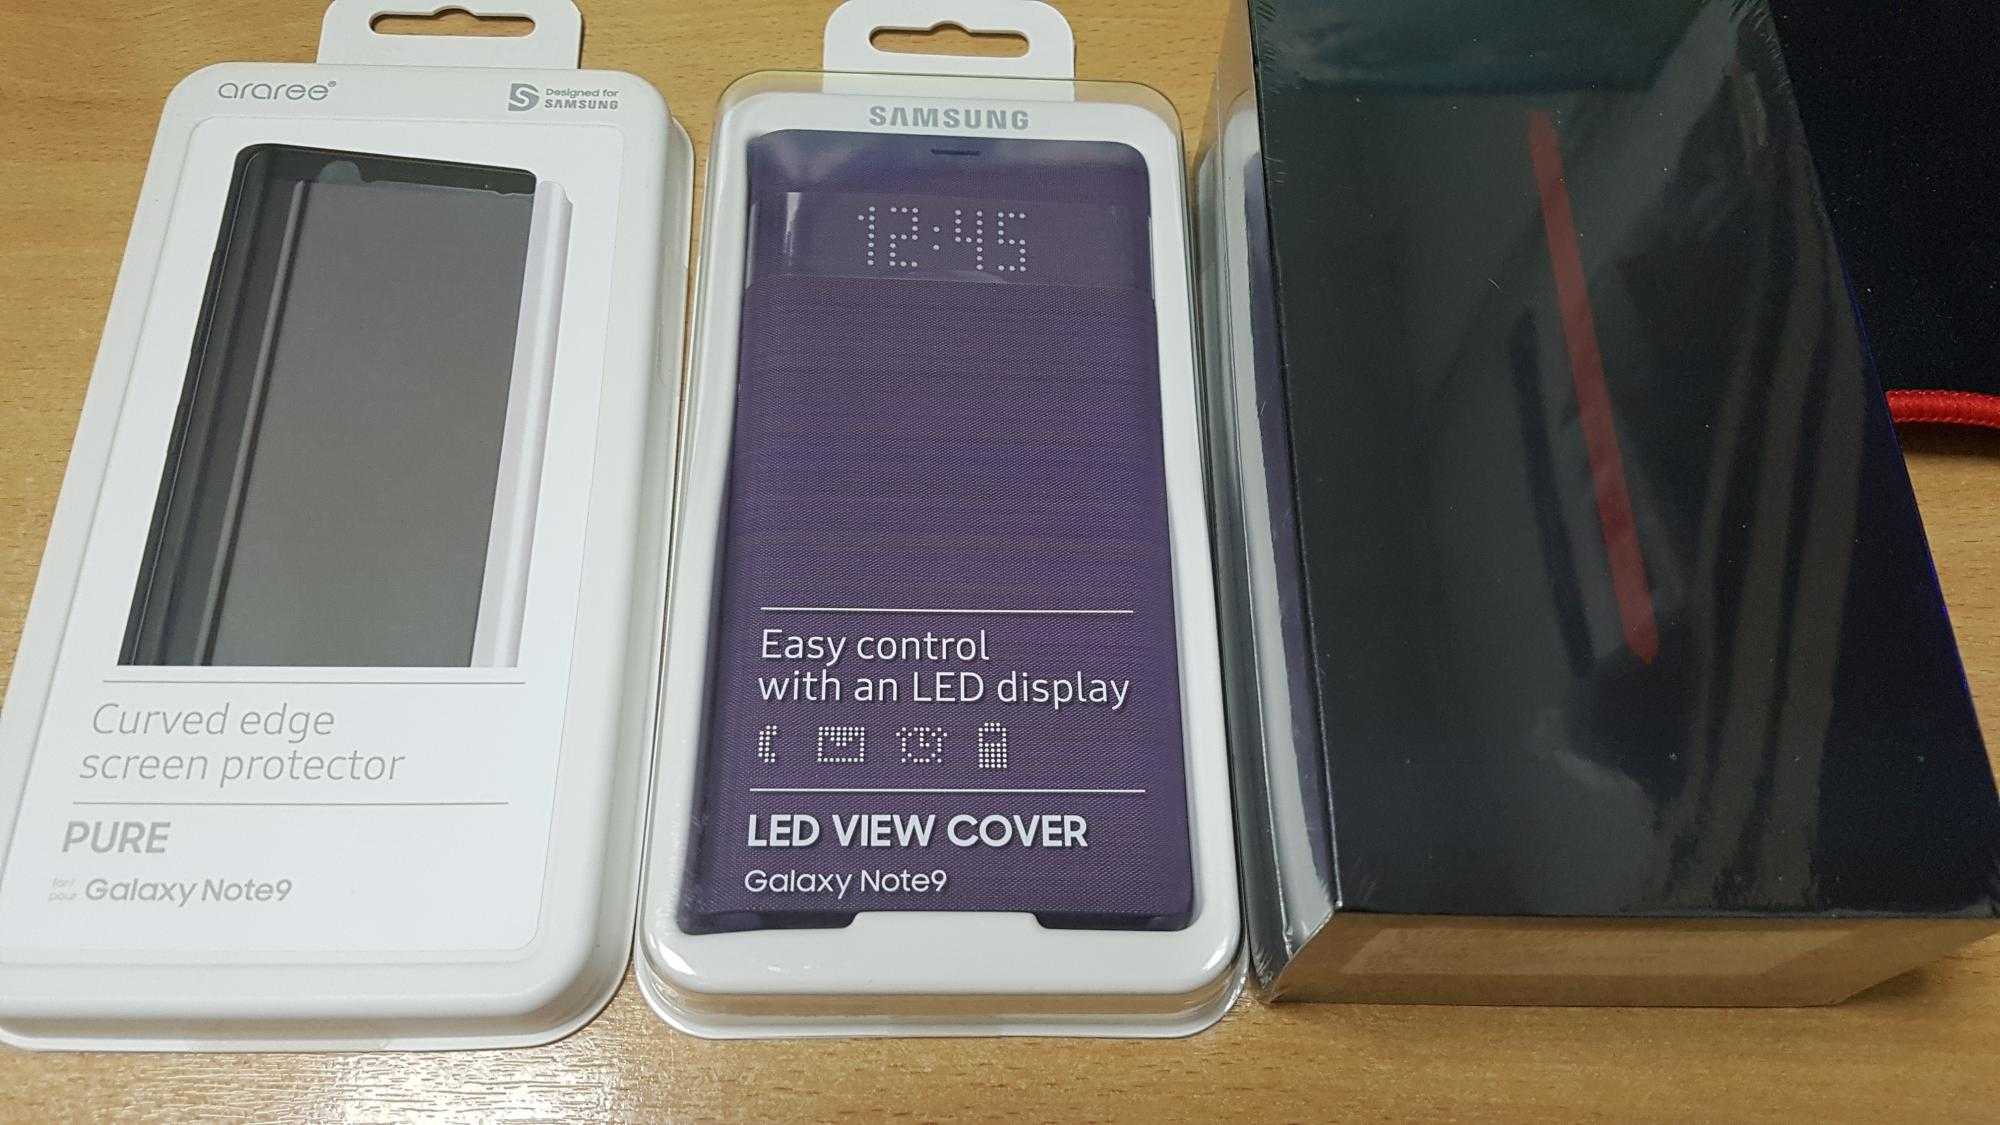 araree®
Designed for
SAMSUNG
Curved edge
screen protector
PURE
for/
pour
Galaxy Note9
SAMSUNG
12:45
Easy control
with an LED display
LED VIEW COVER
Galaxy Note9